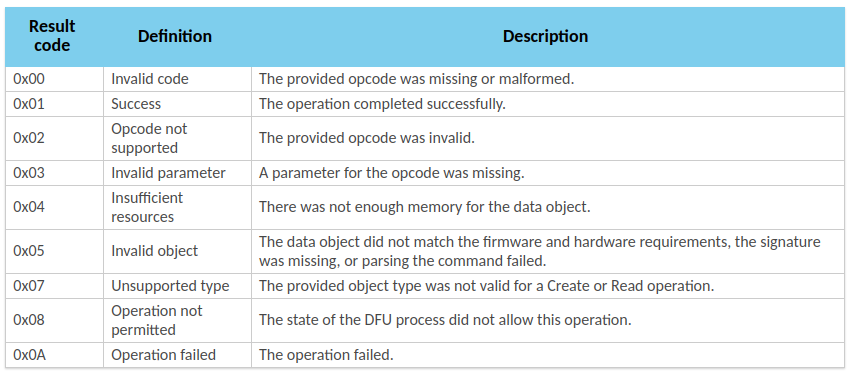 Result
code
Definition
Description
0x00 Invalid code The provided opcode was missing or malformed.
0x01 Success The operation completed successfully.
0x02 Opcode not
supported The provided opcode was invalid.
0x03 Invalid parameter A parameter for the opcode was missing.
0x04 Insufficient
resources There was not enough memory for the data object.
0x05 Invalid object The data object did not match the firmware and hardware requirements, the signature
was missing, or parsing the command failed.
0x07 Unsupported type The provided object type was not valid for a Create or Read operation.
0x08 Operation not
permitted The state of the DFU process did not allow this operation.
0x0A Operation failed The operation failed.